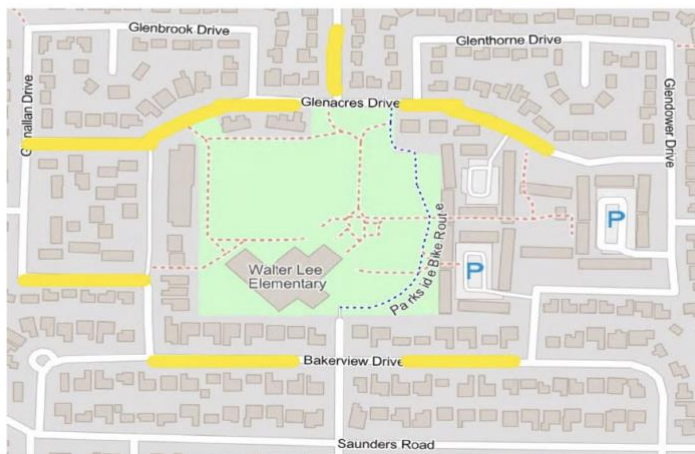 Glenbrook Drive
Glenthorne Drive
Glenacres Drive
Glendower Drive
P
Walter Lee
Elementary
P
Parkside Bike Route
Bakerview Drive
Saunders Road